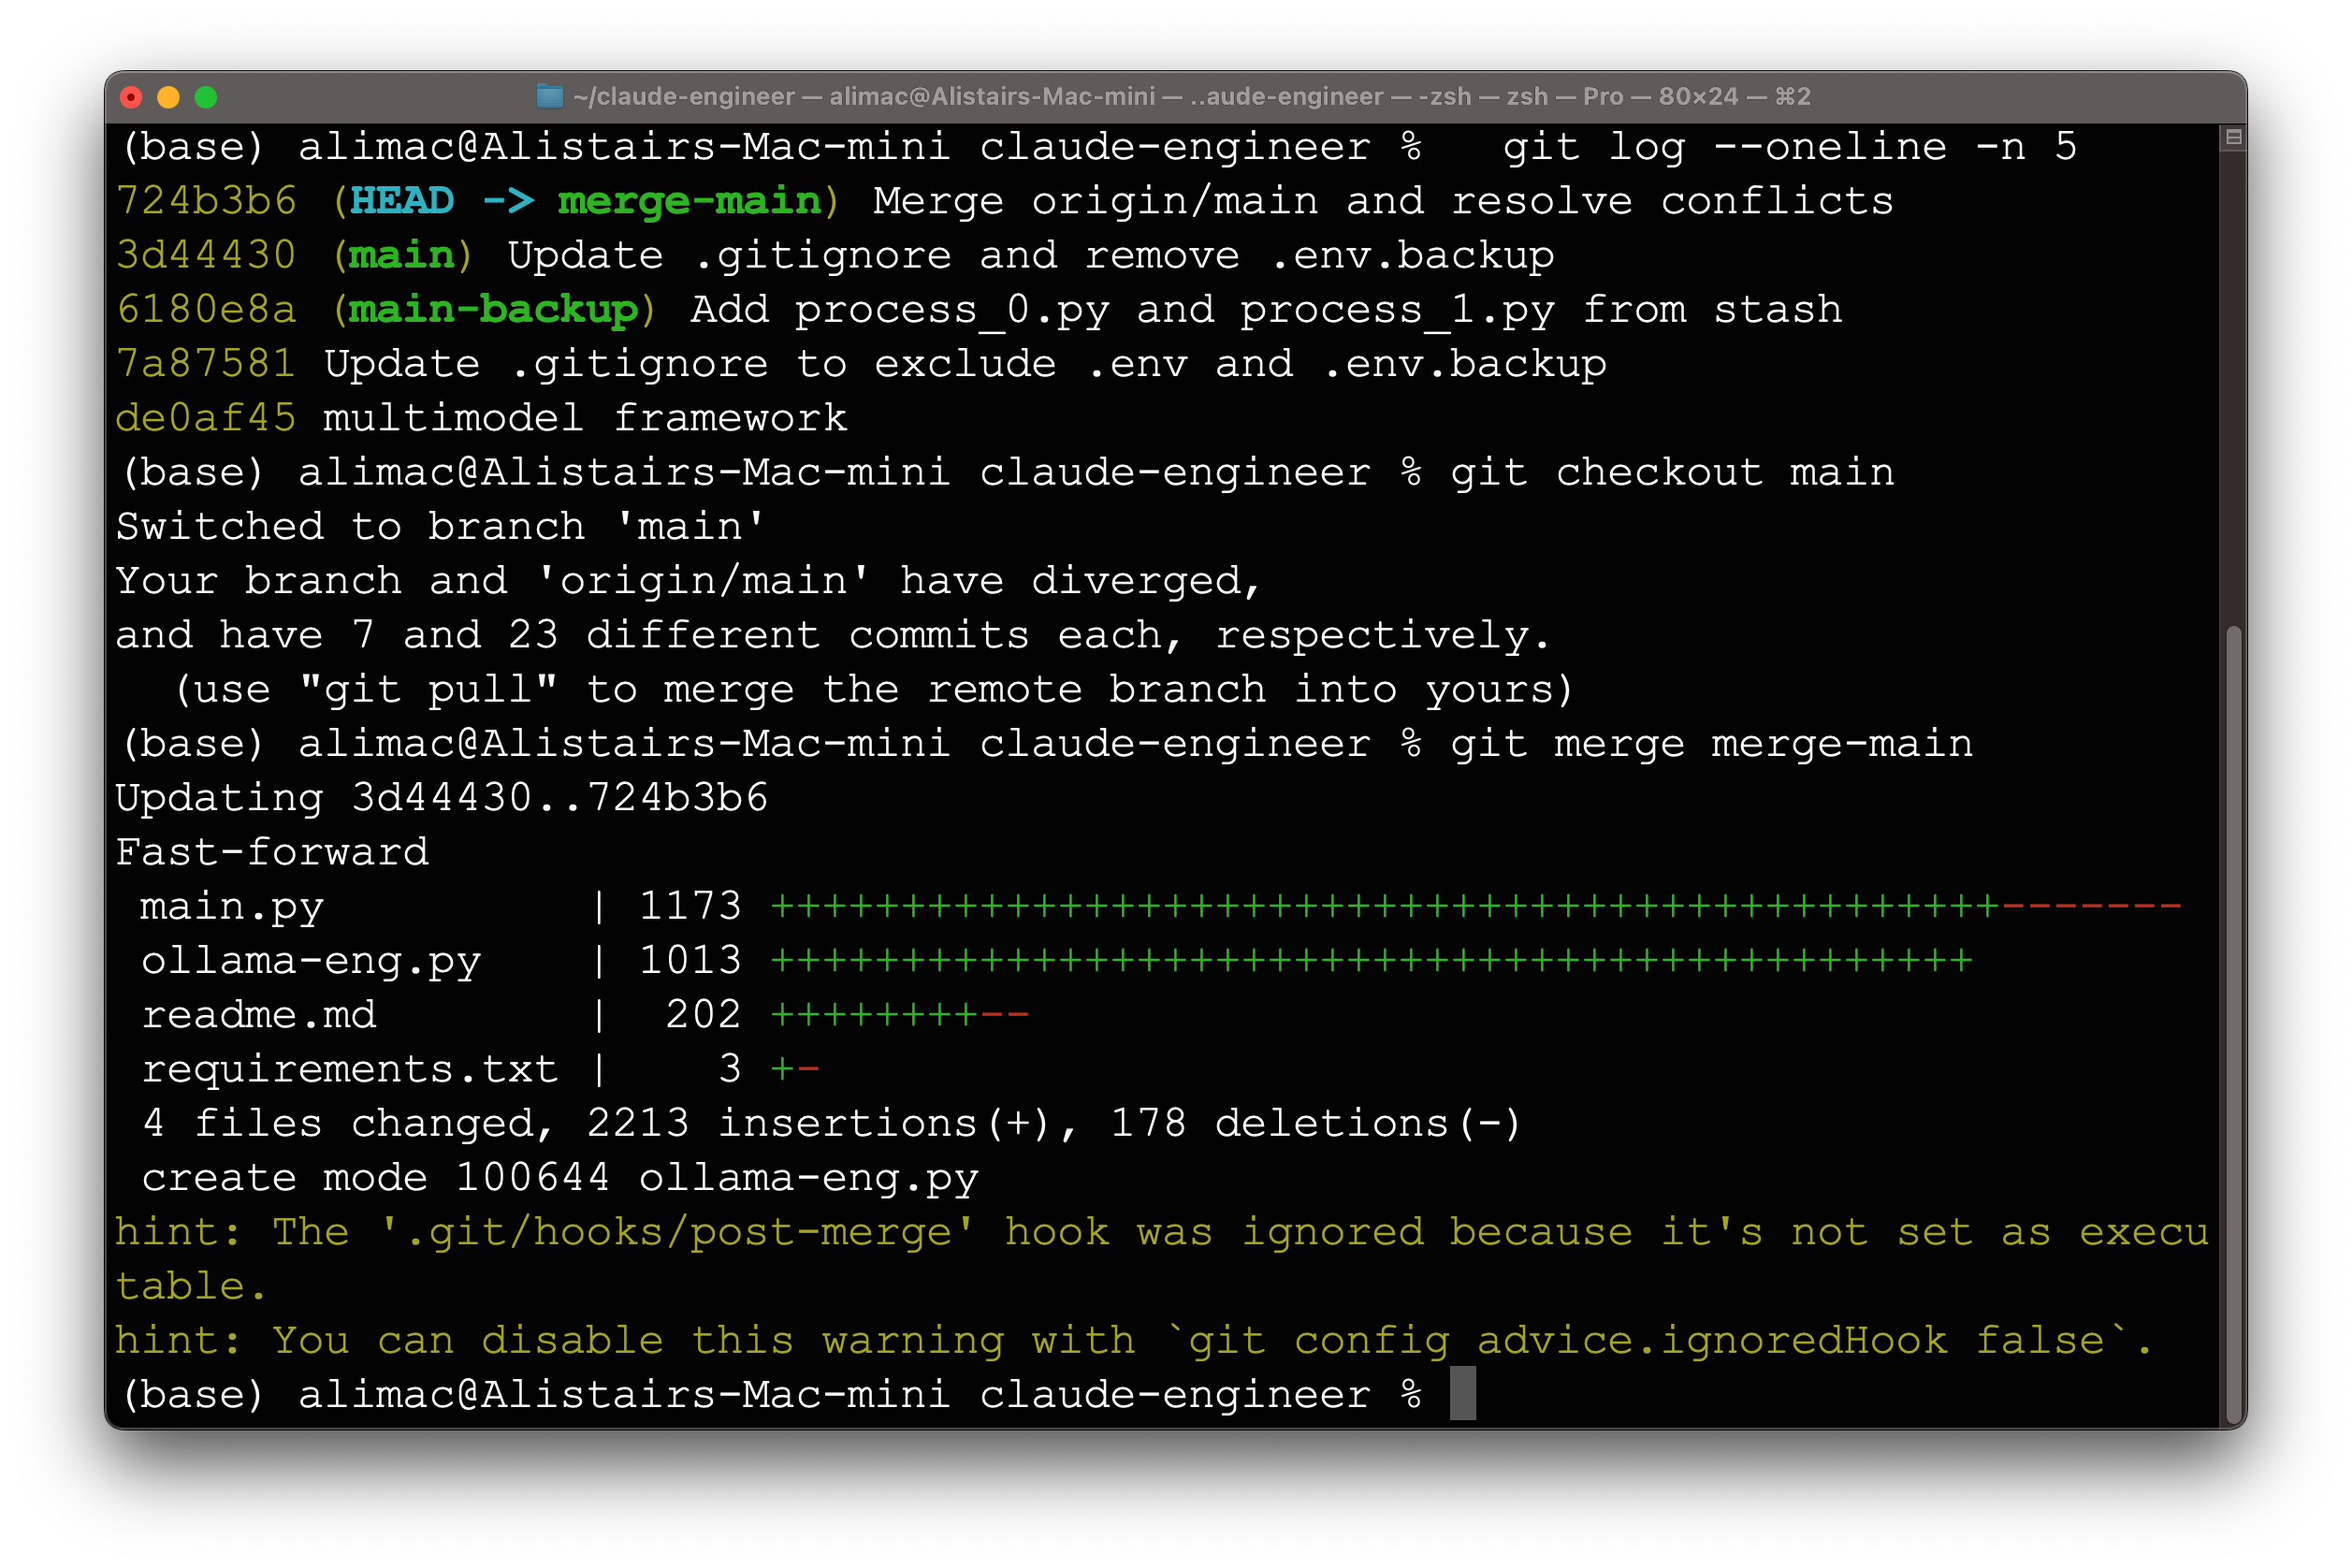 ~/claude-engineer — alimac@Alistairs-Mac-mini — ..aude-engineer — -zsh — zsh — Pro — 80×24 — ⌘2
(base) alimac@Alistairs-Mac-mini claude-engineer %   git log --oneline -n 5
724b3b6 (HEAD -> merge-main) Merge origin/main and resolve conflicts
3d44430 (main) Update .gitignore and remove .env.backup
6180e8a (main-backup) Add process_0.py and process_1.py from stash
7a87581 Update .gitignore to exclude .env and .env.backup
de0af45 multimodel framework
(base) alimac@Alistairs-Mac-mini claude-engineer % git checkout main
Switched to branch 'main'
Your branch and 'origin/main' have diverged,
and have 7 and 23 different commits each, respectively.
  (use "git pull" to merge the remote branch into yours)
(base) alimac@Alistairs-Mac-mini claude-engineer % git merge merge-main
Updating 3d44430..724b3b6
Fast-forward
 main.py          | 1173 +++++++++++++++++++++++++++++++++++++++++++++++-------
 ollama-eng.py    | 1013 ++++++++++++++++++++++++++++++++++++++++++++++
 readme.md        |  202 ++++++++--
 requirements.txt |    3 +-
 4 files changed, 2213 insertions(+), 178 deletions(-)
 create mode 100644 ollama-eng.py
hint: The '.git/hooks/post-merge' hook was ignored because it's not set as execu
table.
hint: You can disable this warning with `git config advice.ignoredHook false`.
(base) alimac@Alistairs-Mac-mini claude-engineer %